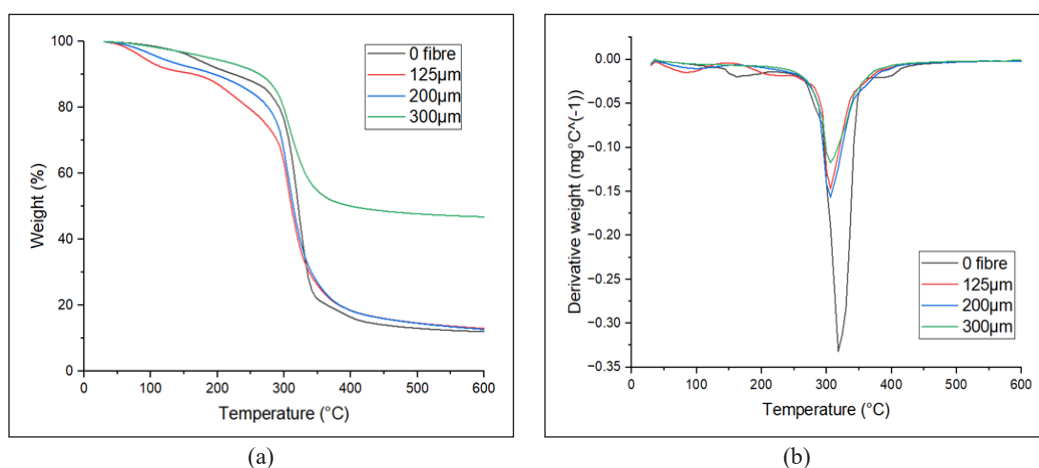 100
80
60
40
20
0
Weight (%)
0 fibre
125µm
200µm
300µm
0 100 200 300 400 500 600
Temperature (°C)
(a)
0.00
−0.05
−0.10
−0.15
−0.20
−0.25
−0.30
−0.35
Derivative weight (mg°C^(-1))
0 fibre
125µm
200µm
300µm
0 100 200 300 400 500 600
Temperature (°C)
(b)